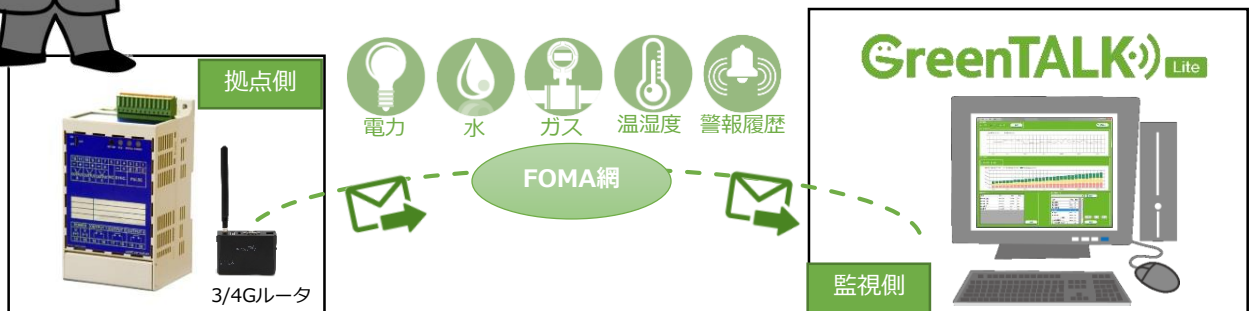 拠点側
3/4Gルータ
電力
水
ガス
温湿度
警報履歴
FOMA網
GreenTALK Lite
監視側